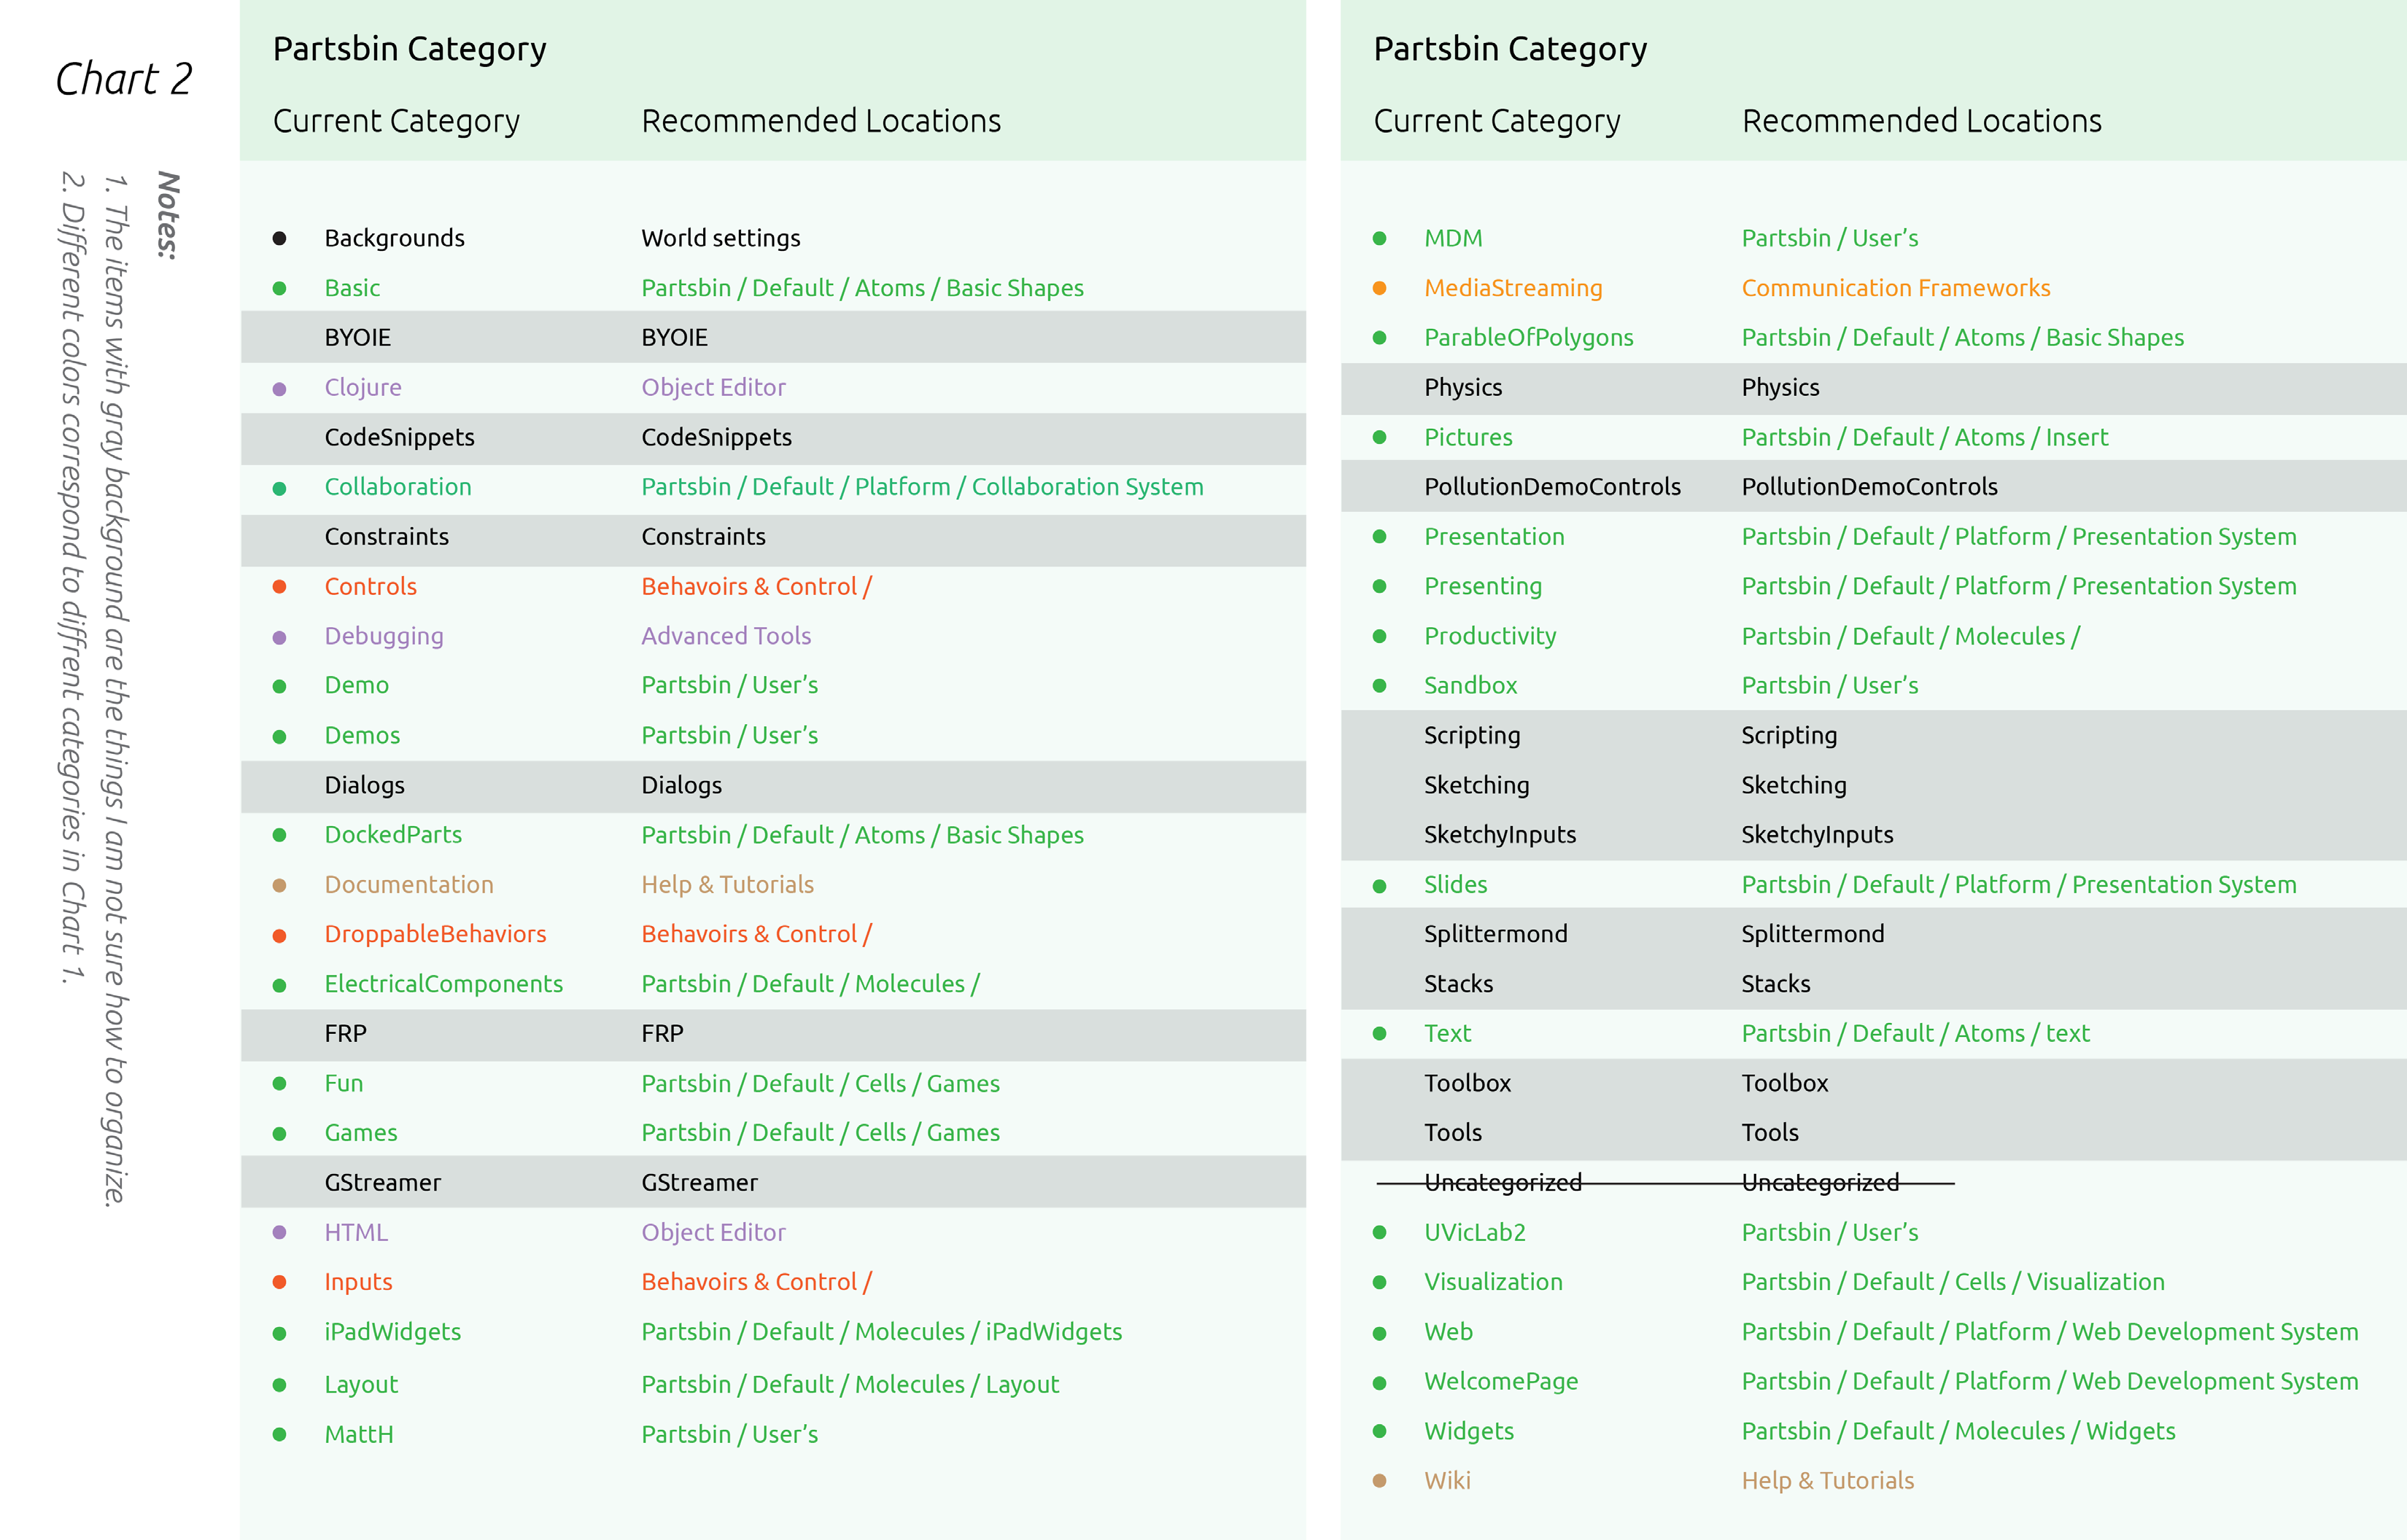 Chart 2
Notes:
1. The items with gray background are the things I am not sure how to organize.
2. Different colors correspond to diffrent categories in Chart 1.
Partsbin Category
Current Category Recommended Locations
Backgrounds World settings
Basic Partsbin / Default / Atoms / Basic Shapes
BYOIE BYOIE
Clojure Object Editor
CodeSnippets CodeSnippets
Collaboration Partsbin / Default / Platform / Collaboration System
Constraints Constraints
Controls Behavoirs & Control /
Debugging Advanced Tools
Demo Partsbin / User’s
Demos Partsbin / User’s
Dialogs Dialogs
DockedParts Partsbin / Default / Atoms / Basic Shapes
Documentation Help & Tutorials
DroppableBehaviors Behavoirs & Control /
ElectricalComponents Partsbin / Default / Molecules /
FRP FRP
Fun Partsbin / Default / Cells / Games
Games Partsbin / Default / Cells / Games
GStreamer GStreamer
HTML Object Editor
Inputs Behavoirs & Control /
iPadWidgets Partsbin / Default / Molecules / iPadWidgets
Layout Partsbin / Default / Molecules / Layout
MattH Partsbin / User’s
Partsbin Category
Current Category Recommended Locations
MDM Partsbin / User’s
MediaStreaming Communication Frameworks
ParableOfPolygons Partsbin / Default / Atoms / Basic Shapes
Physics Physics
Pictures Partsbin / Default / Atoms / Insert
PollutionDemoControls PollutionDemoControls
Presentation Partsbin / Default / Platform / Presentation System
Presenting Partsbin / Default / Platform / Presentation System
Productivity Partsbin / Default / Molecules /
Sandbox Partsbin / User’s
Scripting Scripting
Sketching Sketching
SketchyInputs SketchyInputs
Slides Partsbin / Default / Platform / Presentation System
Splittermond Splittermond
Stacks Stacks
Text Partsbin / Default / Atoms / text
Toolbox Toolbox
Tools Tools
Uncategorized Uncategorized
UVicLab2 Partsbin / User’s
Visualization Partsbin / Default / Cells / Visualization
Web Partsbin / Default / Platform / Web Development System
WelcomePage Partsbin / Default / Platform / Web Development System
Widgets Partsbin / Default / Molecules / Widgets
Wiki Help & Tutorials